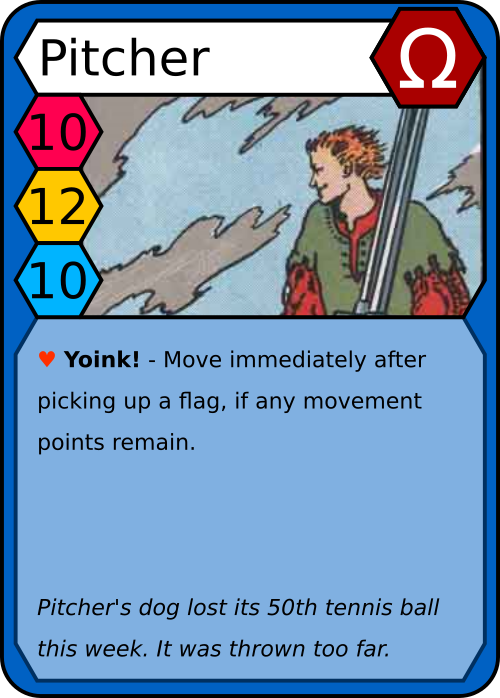 Pitcher Ω
10
12
10
♥ Yoink! - Move immediately after
picking up a flag, if any movement
points remain.
Pitcher's dog lost its 50th tennis ball
this week. It was thrown too far.